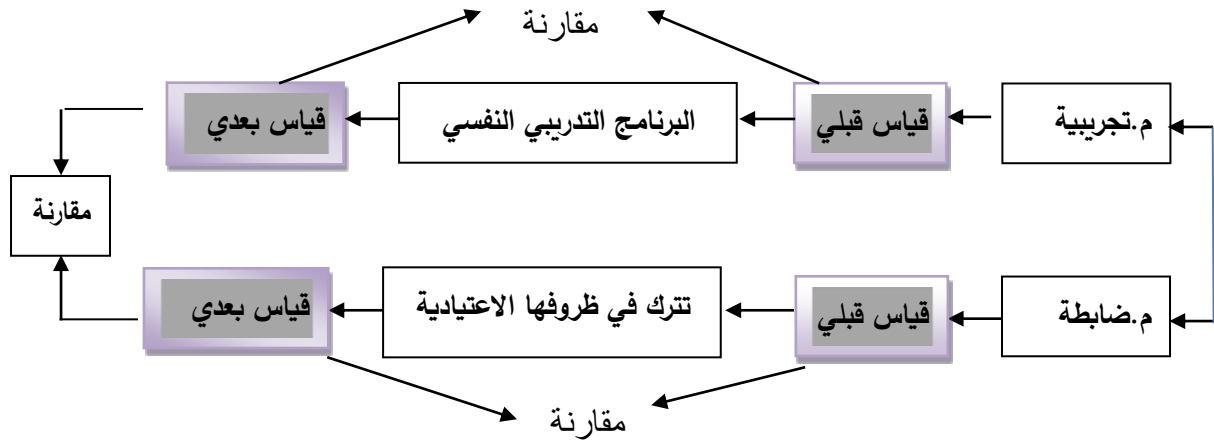 مقارنة
م.تجريبية
قياس قبلي
البرنامج التدريبي النفسي
قياس بعدي
مقارنة
م.ضابطة
قياس قبلي
تترك في ظروفها الاعتيادية
قياس بعدي
مقارنة